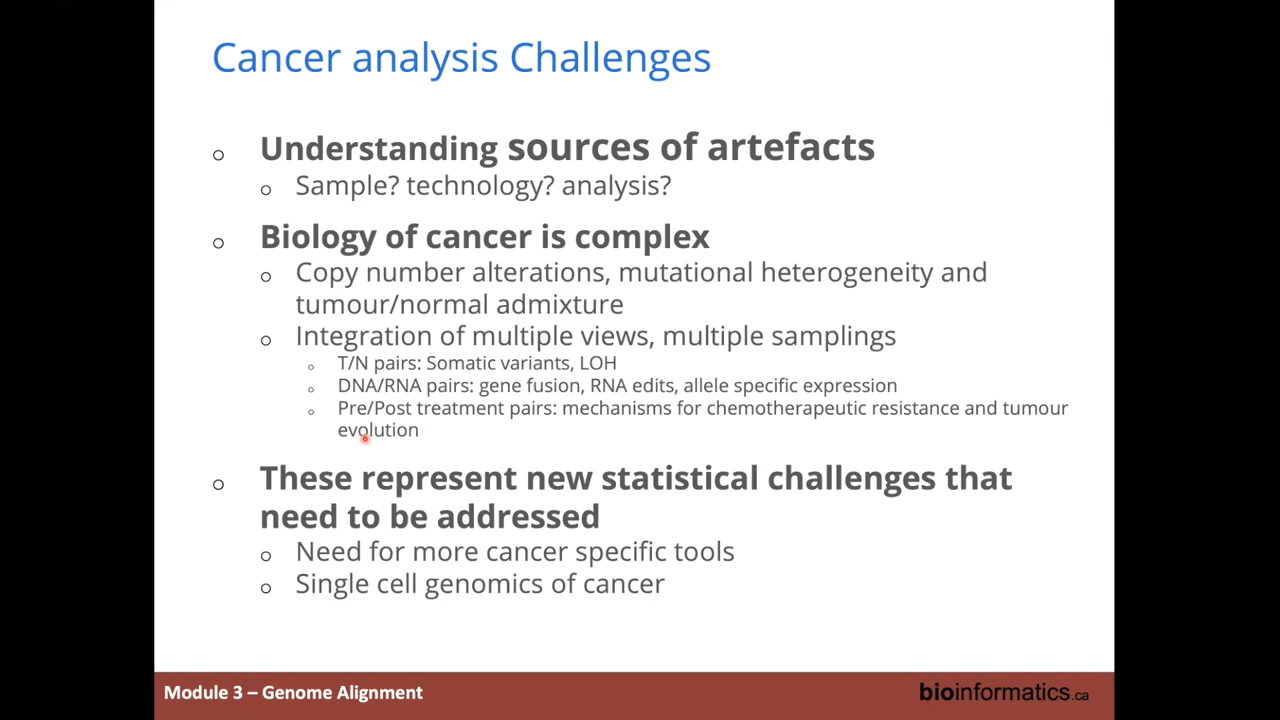 Cancer analysis Challenges
Understanding sources of artefacts
Sample? technology? analysis?
Biology of cancer is complex
Copy number alterations, mutational heterogeneity and
tumour/normal admixture
Integration of multiple views, multiple samplings
T/N pairs: Somatic variants, LOH
DNA/RNA pairs: gene fusion, RNA edits, allele specific expression
Pre/Post treatment pairs: mechanisms for chemotherapeutic resistance and tumour
evolution
These represent new statistical challenges that
need to be addressed
Need for more cancer specific tools
Single cell genomics of cancer
Module 3 – Genome Alignment
bioinformatics.ca